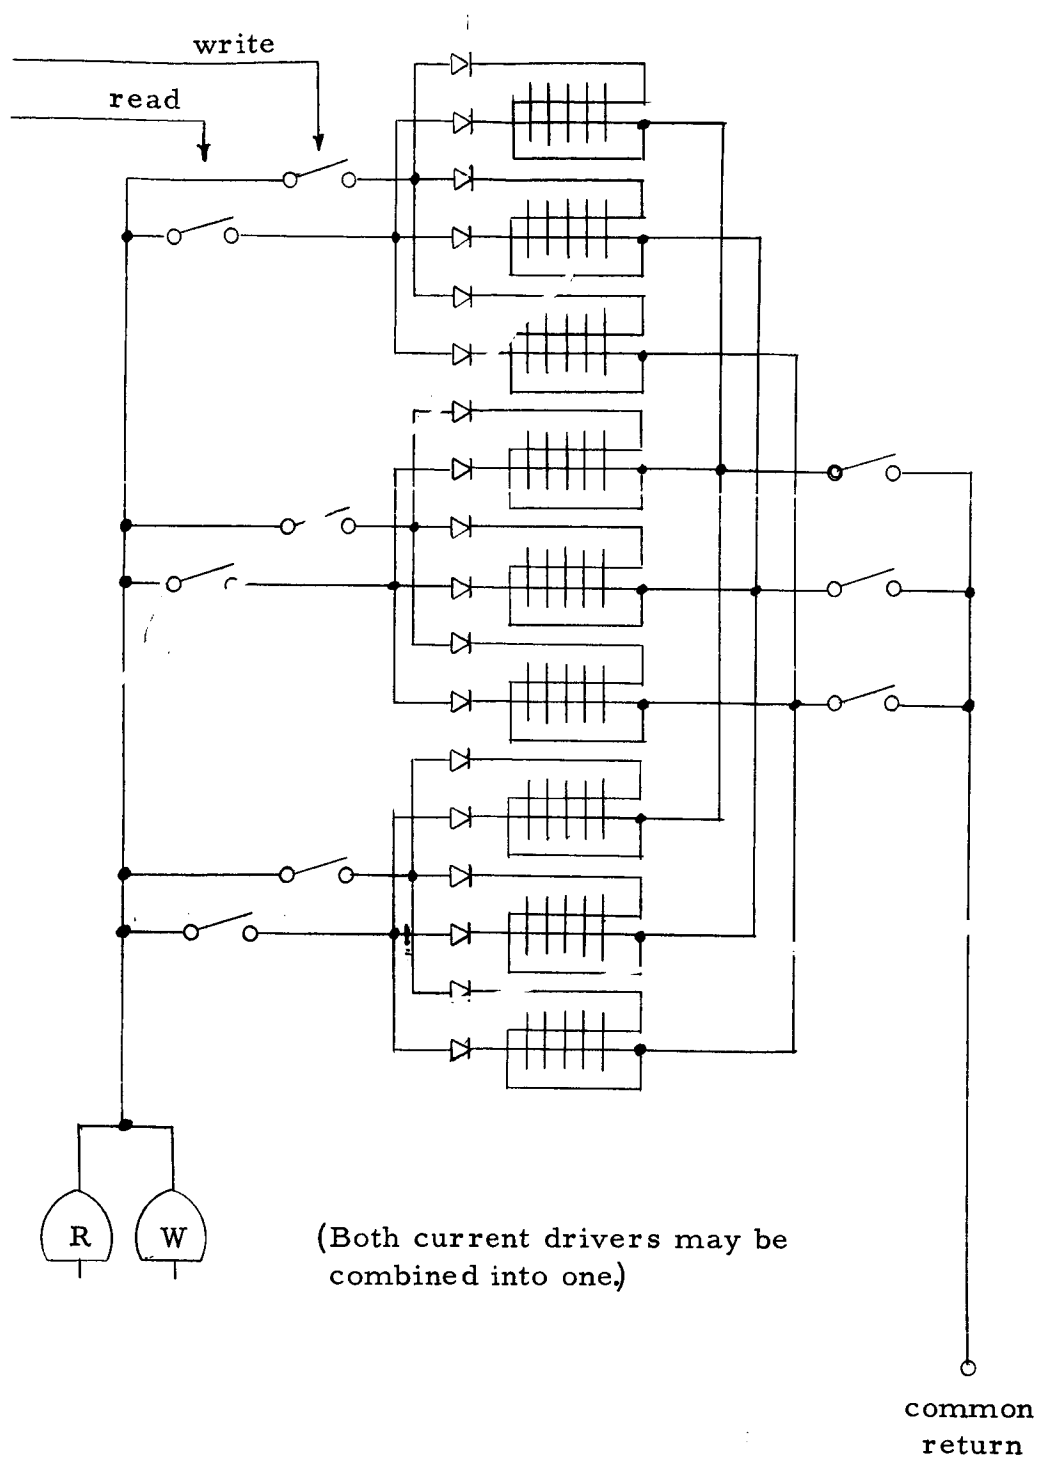 write
read
R
W
(Both current drivers may be
combined into one.)
common
return